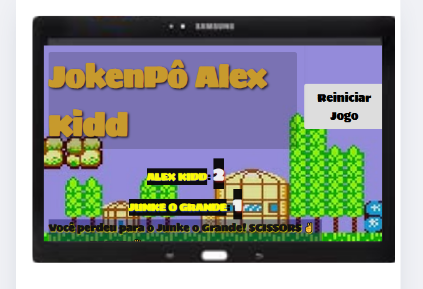 SAMSUNG
JokenPô Alex
Kidd
Reiniciar
Jogo
ALEX KIDD: 2
JUNKE O GRANDE: 1
Você perdeu para o Junke o Grande! SCISSORS ✌